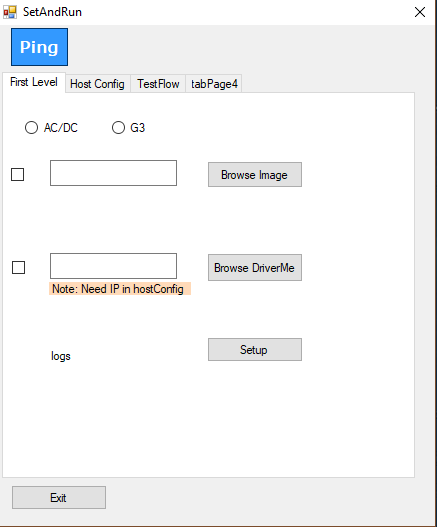 SetAndRun
Ping
First Level Host Config TestFlow tabPage4
AC/DC G3
Browse Image
Browse DriverMe
Note: Need IP in hostConfig
logs
Setup
Exit